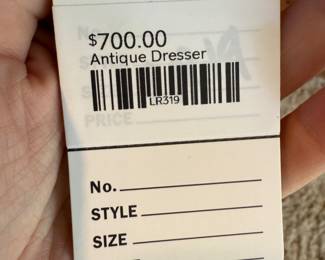 $700.00
Antique Dresser
LR319
PRICE
No.
STYLE
SIZE